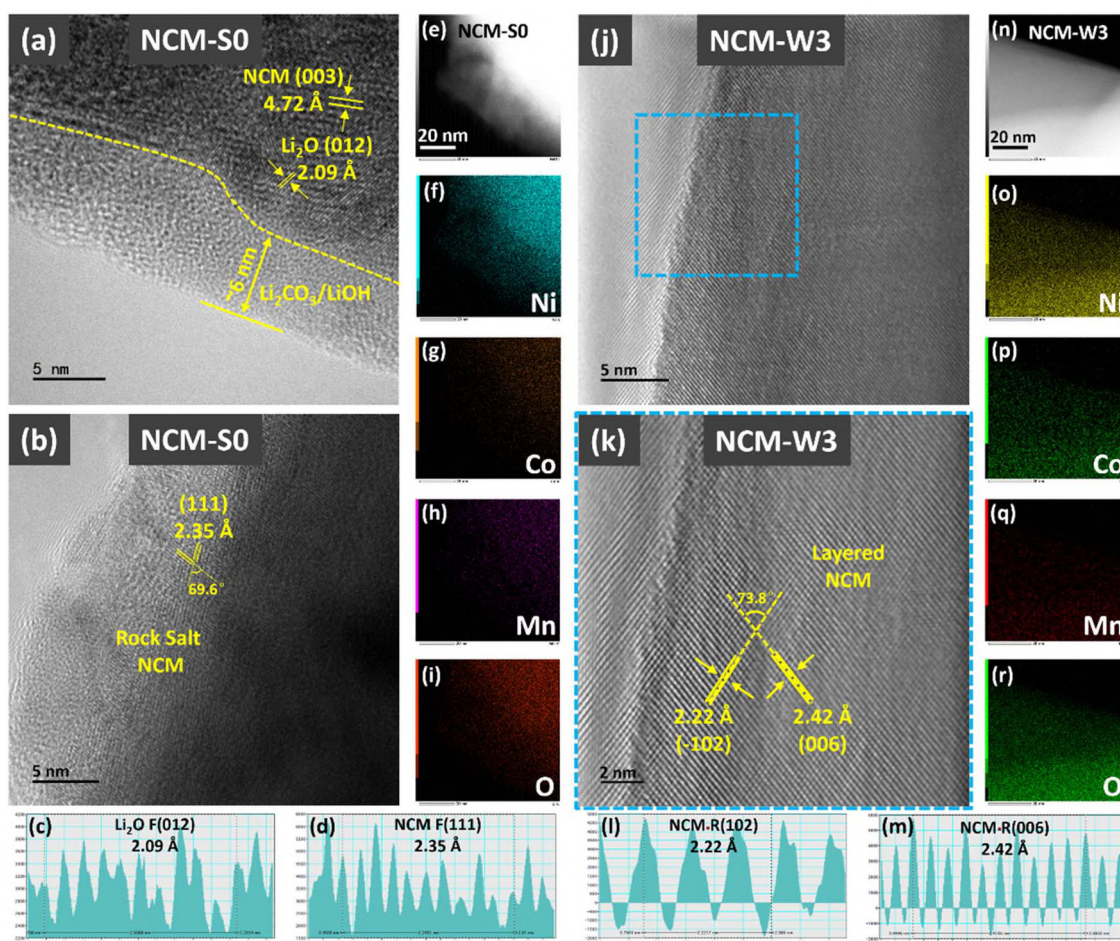 (a)
NCM-S0
NCM (003)
4.72 Å
Li₂O (012)
2.09 Å
~6 nm
Li₂CO₃/LiOH
5 nm
(b)
NCM-S0
(111)
2.35 Å
69.6°
Rock Salt
NCM
5 nm
(c)
Li₂O F(012)
2.09 Å
(d)
NCM F(111)
2.35 Å
(e)
NCM-S0
20 nm
(f)
Ni
(g)
Co
(h)
Mn
(i)
O
(j)
NCM-W3
5 nm
(k)
NCM-W3
Layered
NCM
73.8°
2.22 Å
(-102)
2.42 Å
(006)
2 nm
(l)
NCM-R(102)
2.22 Å
(m)
NCM-R(006)
2.42 Å
(n)
NCM-W3
20 nm
(o)
Ni
(p)
Co
(q)
Mn
(r)
O